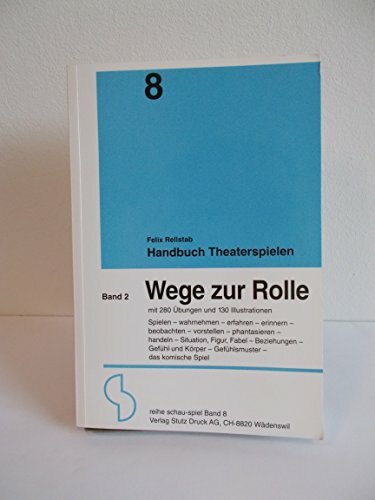 8
Felix Rellstab
Handbuch Theaterspielen
Band 2 Wege zur Rolle
mit 280 Übungen und 130 Illustrationen
Spielen – wahrnehmen – erfahren – erinnern –
beobachten – vorstellen – phantasieren –
handeln – Situation, Figur, Fabel – Beziehungen –
Gefühl und Körper – Gefühlsmuster –
das komische Spiel
reihe schau-spiel Band 8
Verlag Stutz Druck AG, CH-8820 Wädenswil